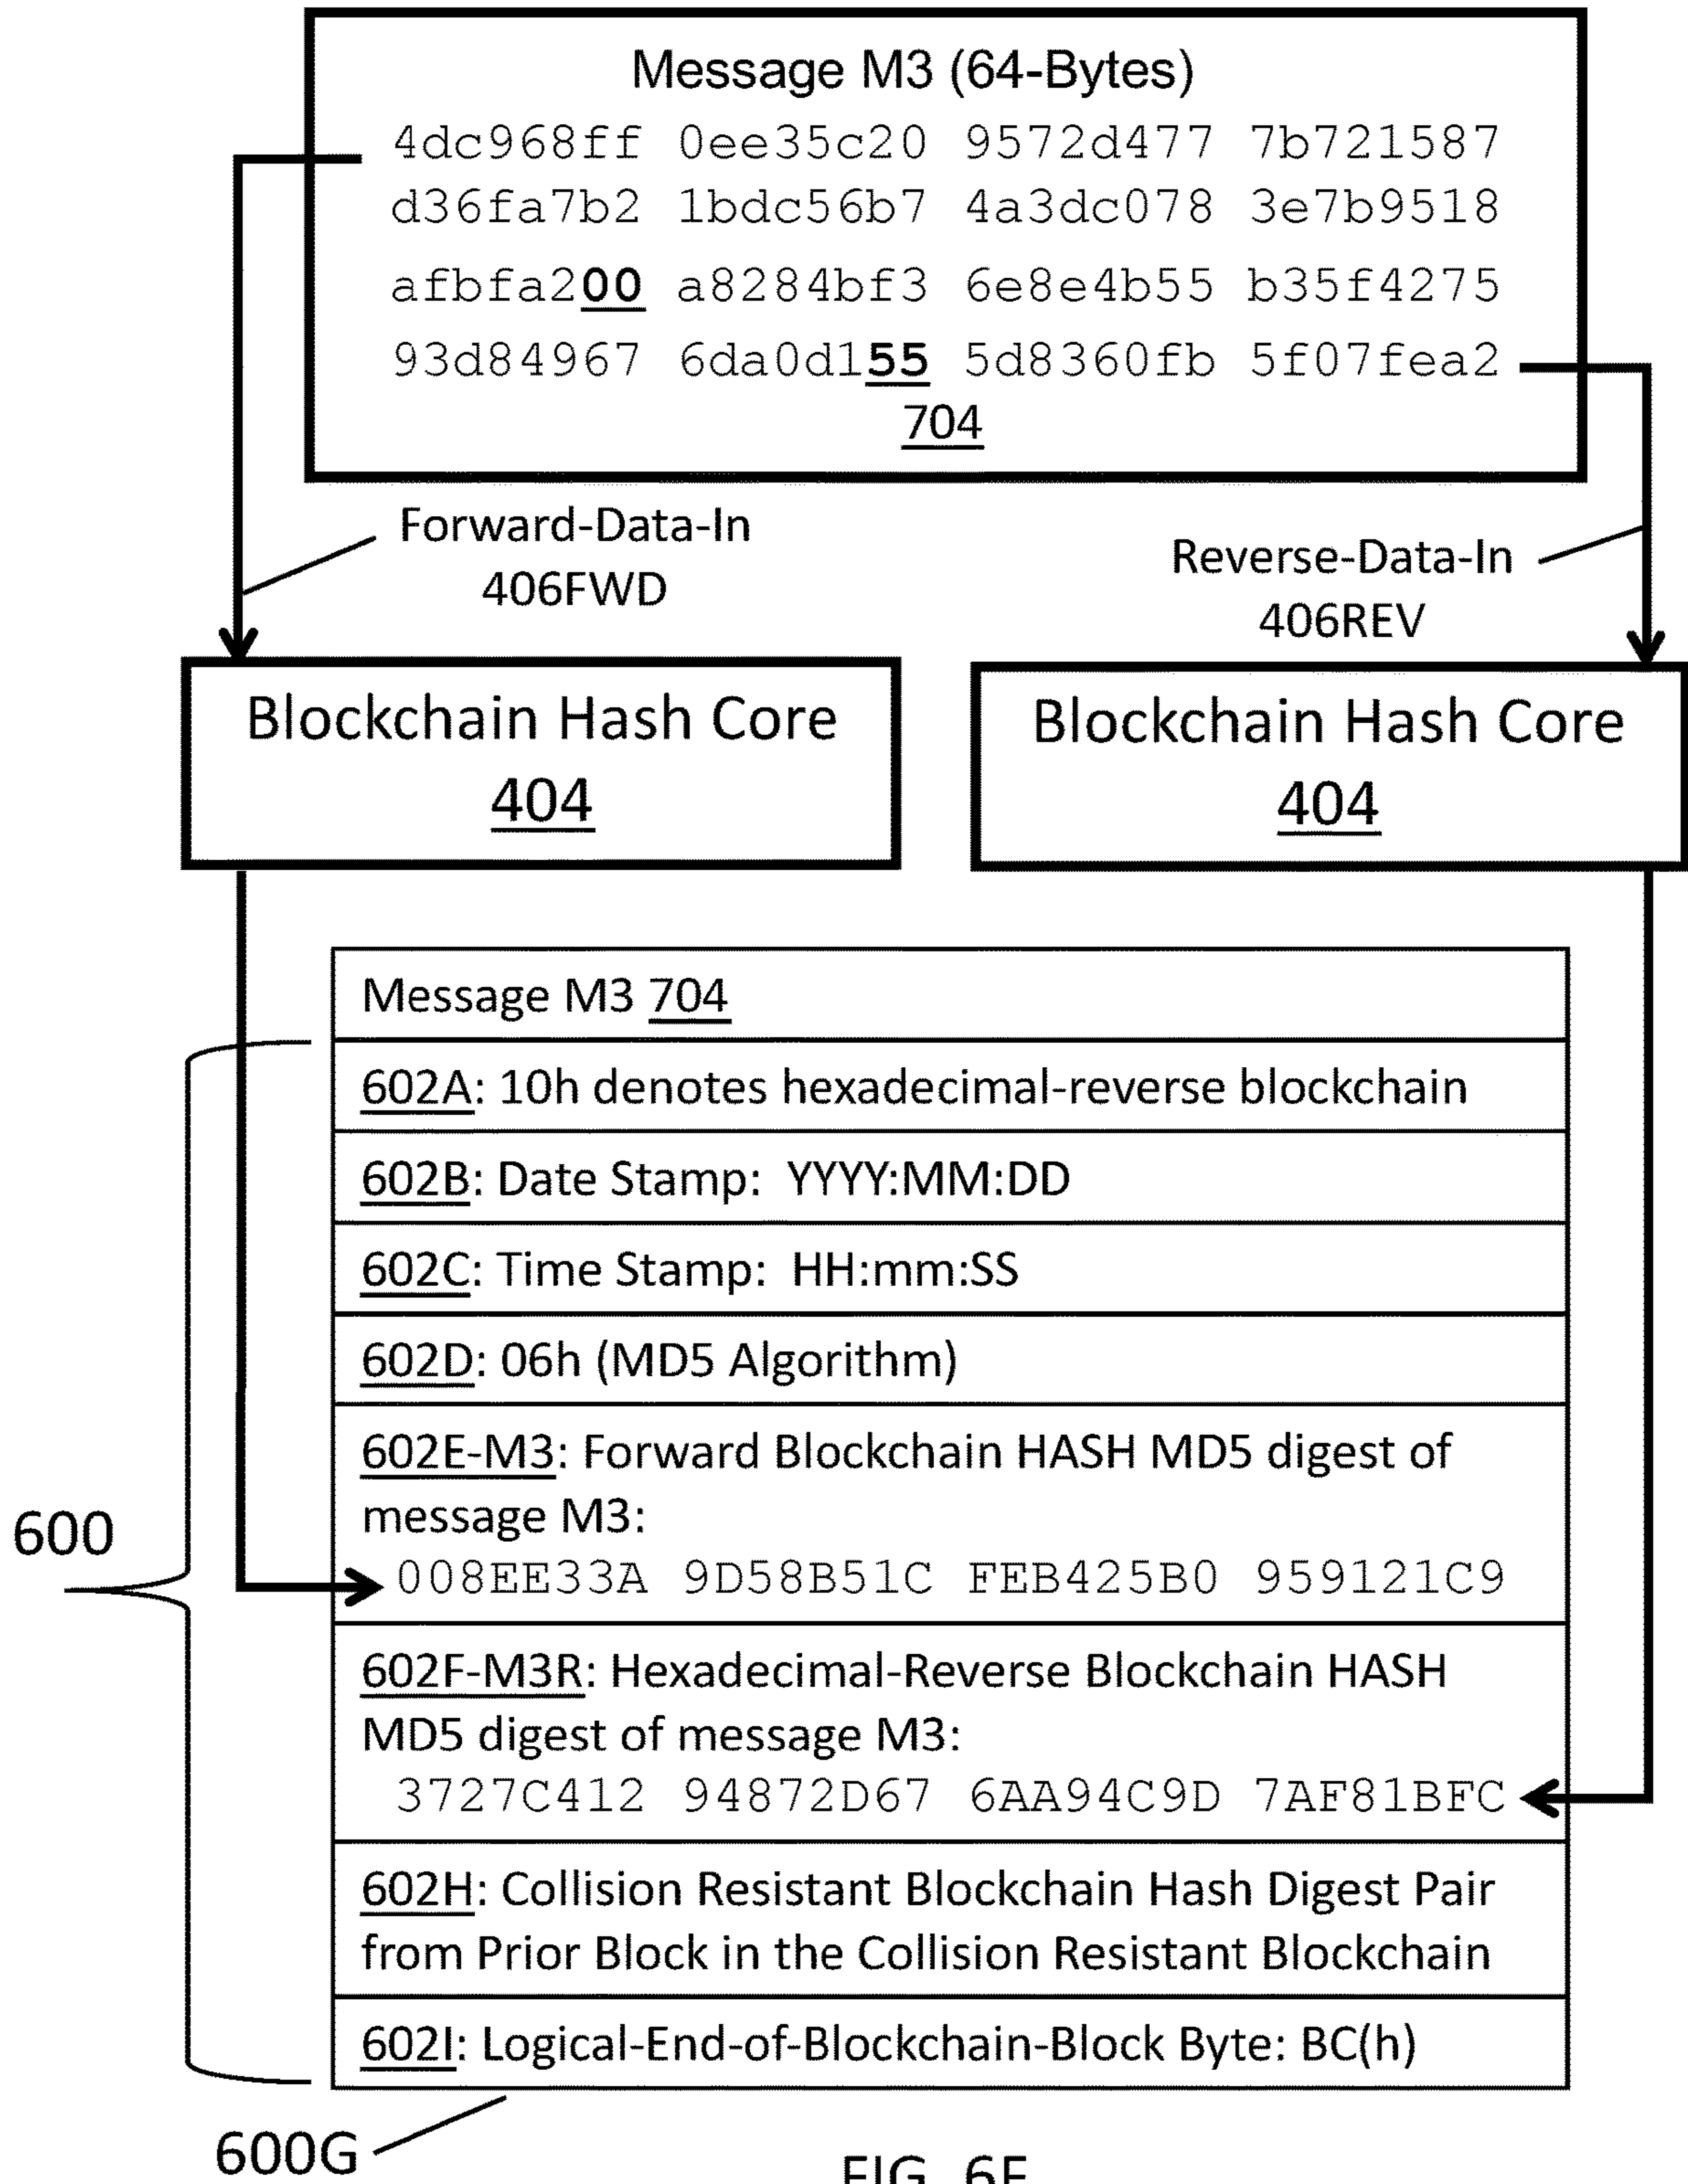 Message M3 (64-Bytes)
4dc968ff 0ee35c20 9572d477 7b721587
d36fa7b2 1bdc56b7 4a3dc078 3e7b9518
afbfa200 a8284bf3 6e8e4b55 b35f4275
93d84967 6da0d155 5d8360fb 5f07fea2
704
Forward-Data-In
406FWD
Reverse-Data-In
406REV
Blockchain Hash Core
404
Blockchain Hash Core
404
Message M3 704
602A: 10h denotes hexadecimal-reverse blockchain
602B: Date Stamp: YYYY:MM:DD
602C: Time Stamp: HH:mm:SS
602D: 06h (MD5 Algorithm)
602E-M3: Forward Blockchain HASH MD5 digest of
message M3:
008EE33A 9D58B51C FEB425B0 959121C9
602F-M3R: Hexadecimal-Reverse Blockchain HASH
MD5 digest of message M3:
3727C412 94872D67 6AA94C9D 7AF81BFC
602H: Collision Resistant Blockchain Hash Digest Pair
from Prior Block in the Collision Resistant Blockchain
602I: Logical-End-of-Blockchain-Block Byte: BC(h)
600
600G